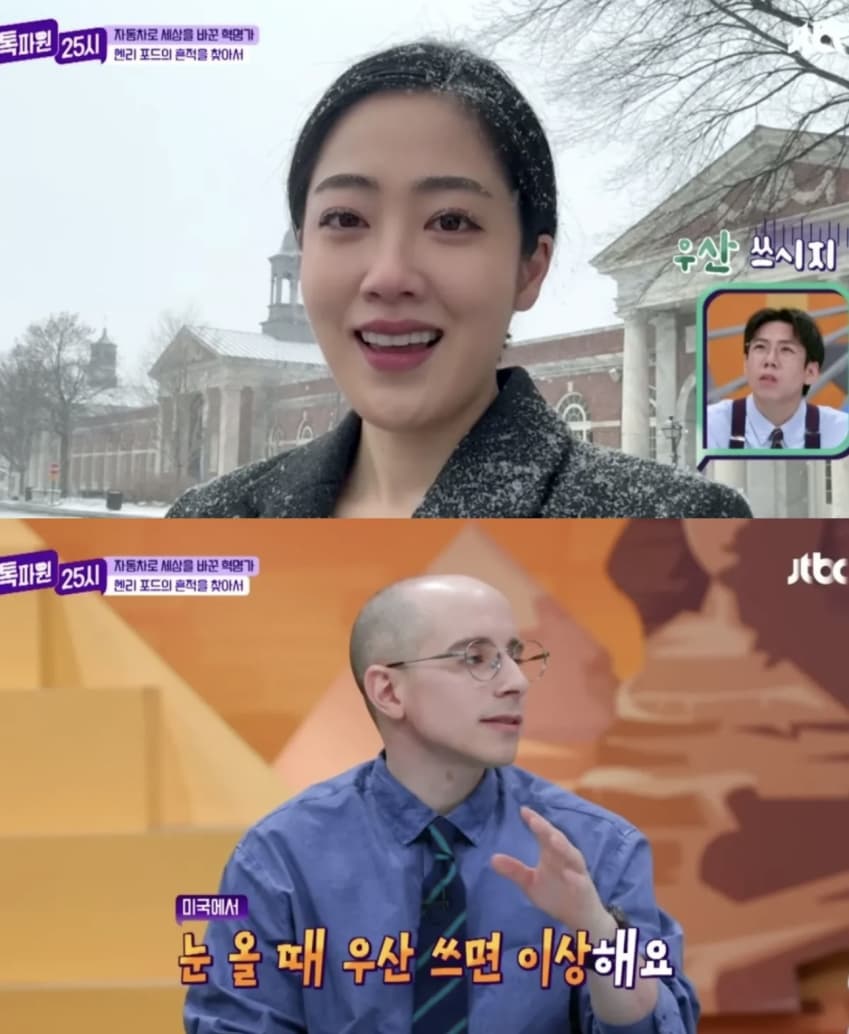 톡파원 25시
자동차로 세상을 바꾼 혁명가
헨리 포드의 흔적을 찾아서
jtbc
우산 쓰시지
톡파원 25시
자동차로 세상을 바꾼 혁명가
헨리 포드의 흔적을 찾아서
jtbc
미국에서
눈 올 때 우산 쓰면 이상해요